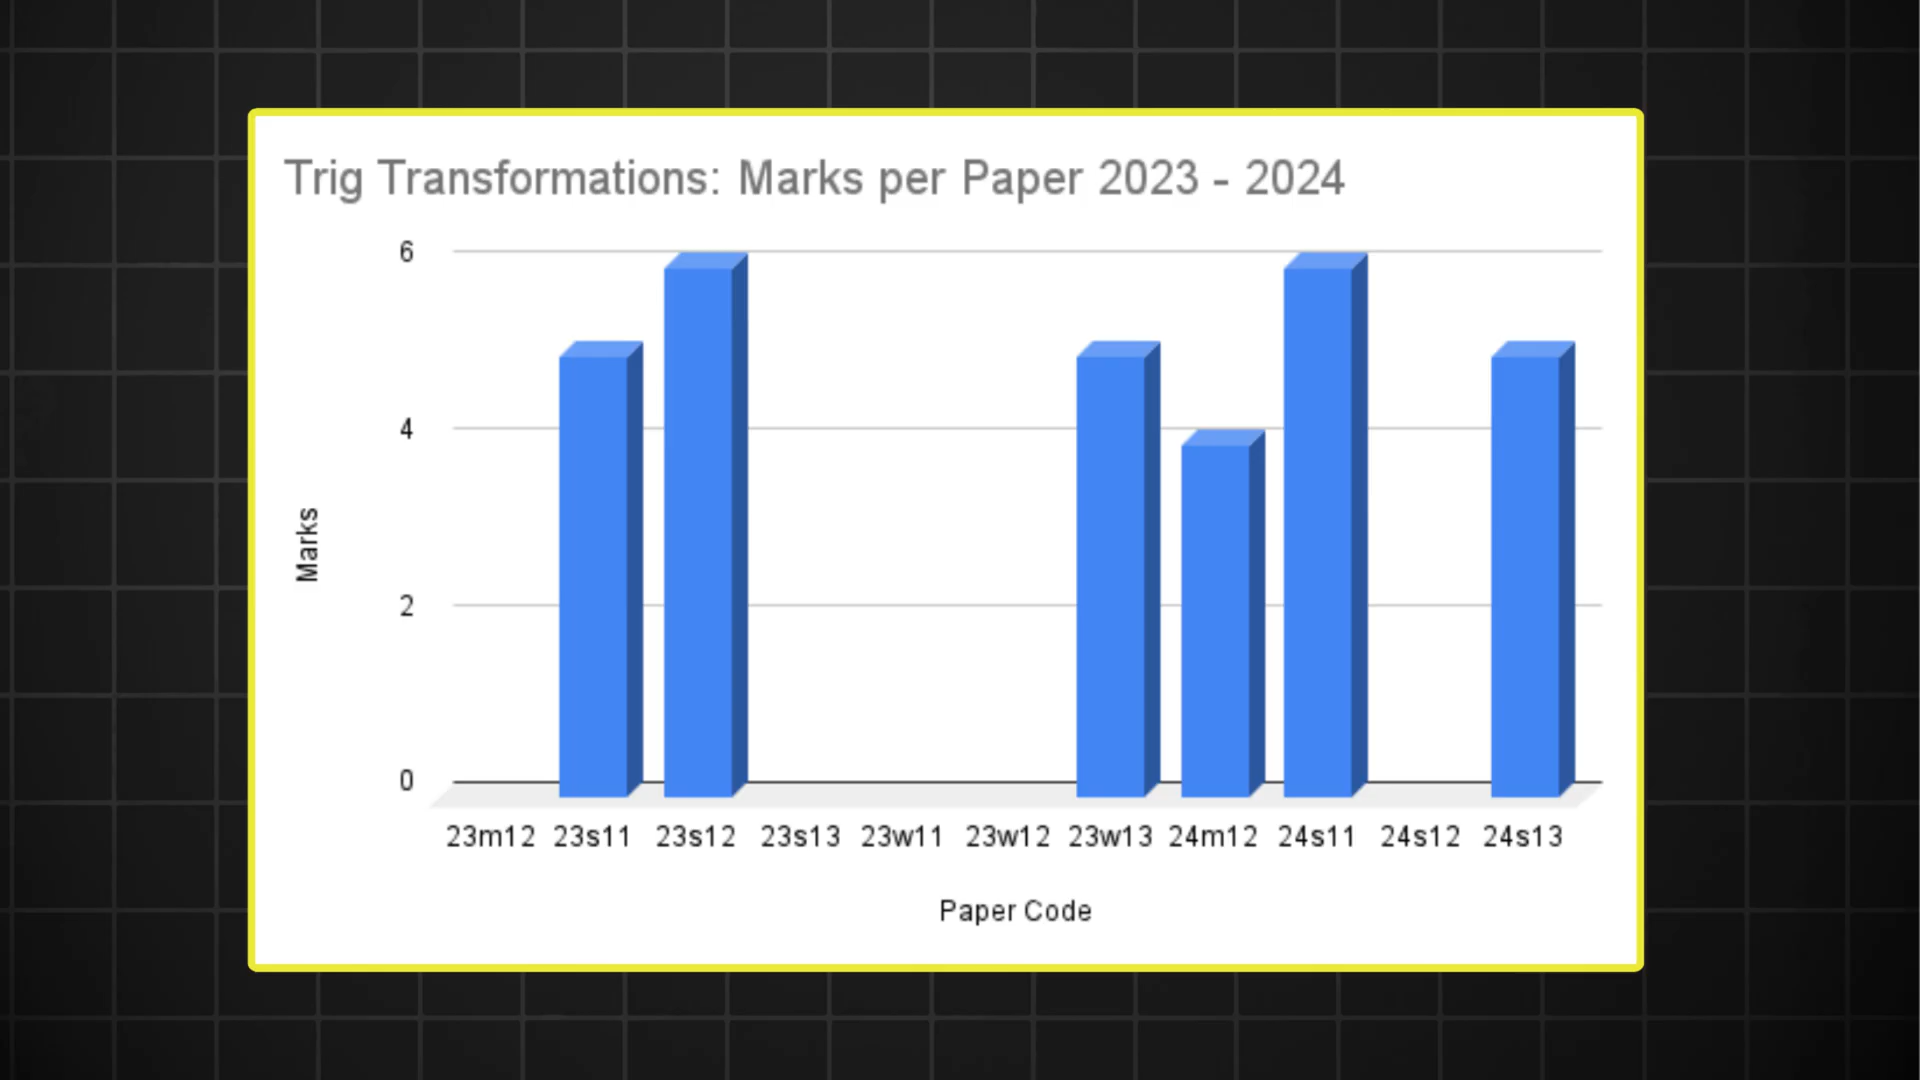 Trig Transformations: Marks per Paper 2023 - 2024
6
4
2
0
Marks
23m12 23s11 23s12 23s13 23w11 23w12 23w13 24m12 24s11 24s12 24s13
Paper Code